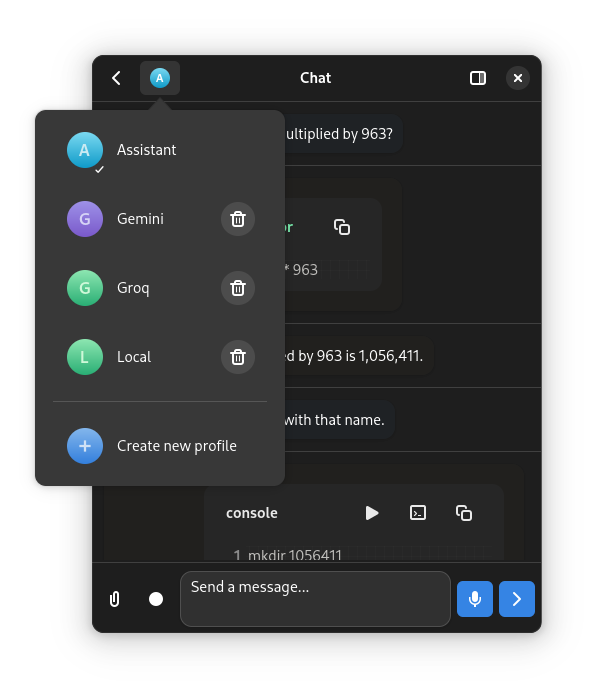 A
Chat
A Assistant
ultiplied by 963?
G Gemini
* 963
G Groq
L Local
ed by 963 is 1,056,411.
with that name.
+ Create new profile
console
1 mkdir 1056411
Send a message...